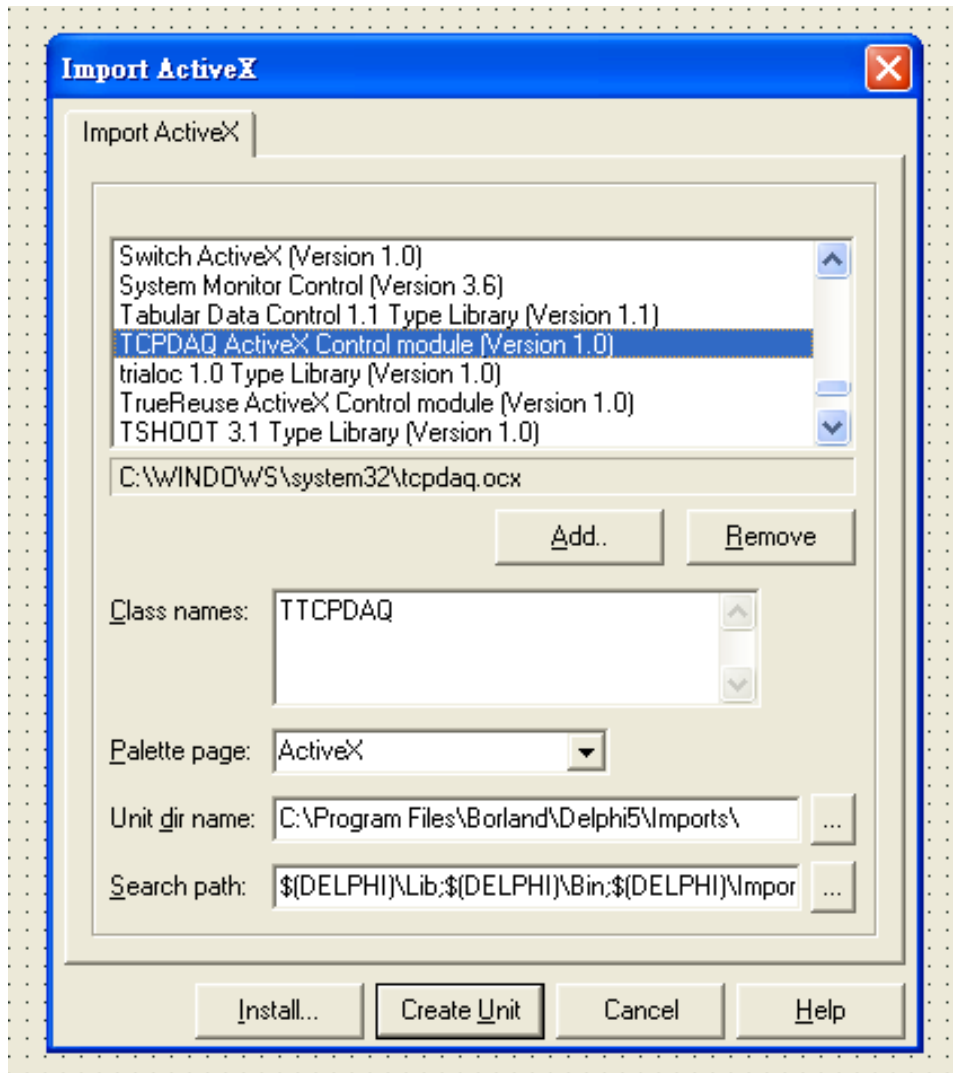 Import ActiveX
Import ActiveX
Switch ActiveX (Version 1.0)
System Monitor Control (Version 3.6)
Tabular Data Control 1.1 Type Library (Version 1.1)
TCPDAQ ActiveX Control module (Version 1.0)
trialoc 1.0 Type Library (Version 1.0)
TrueReuse ActiveX Control module (Version 1.0)
TSHOOT 3.1 Type Library (Version 1.0)
C:\WINDOWS\system32\tcpdaq.ocx
Add.. Remove
Class names: TTCPDAQ
Palette page: ActiveX
Unit dir name: C:\Program Files\Borland\Delphi5\Imports\ ...
Search path: $(DELPHI)\Lib;$(DELPHI)\Bin;$(DELPHI)\Impor ...
Install... Create Unit Cancel Help